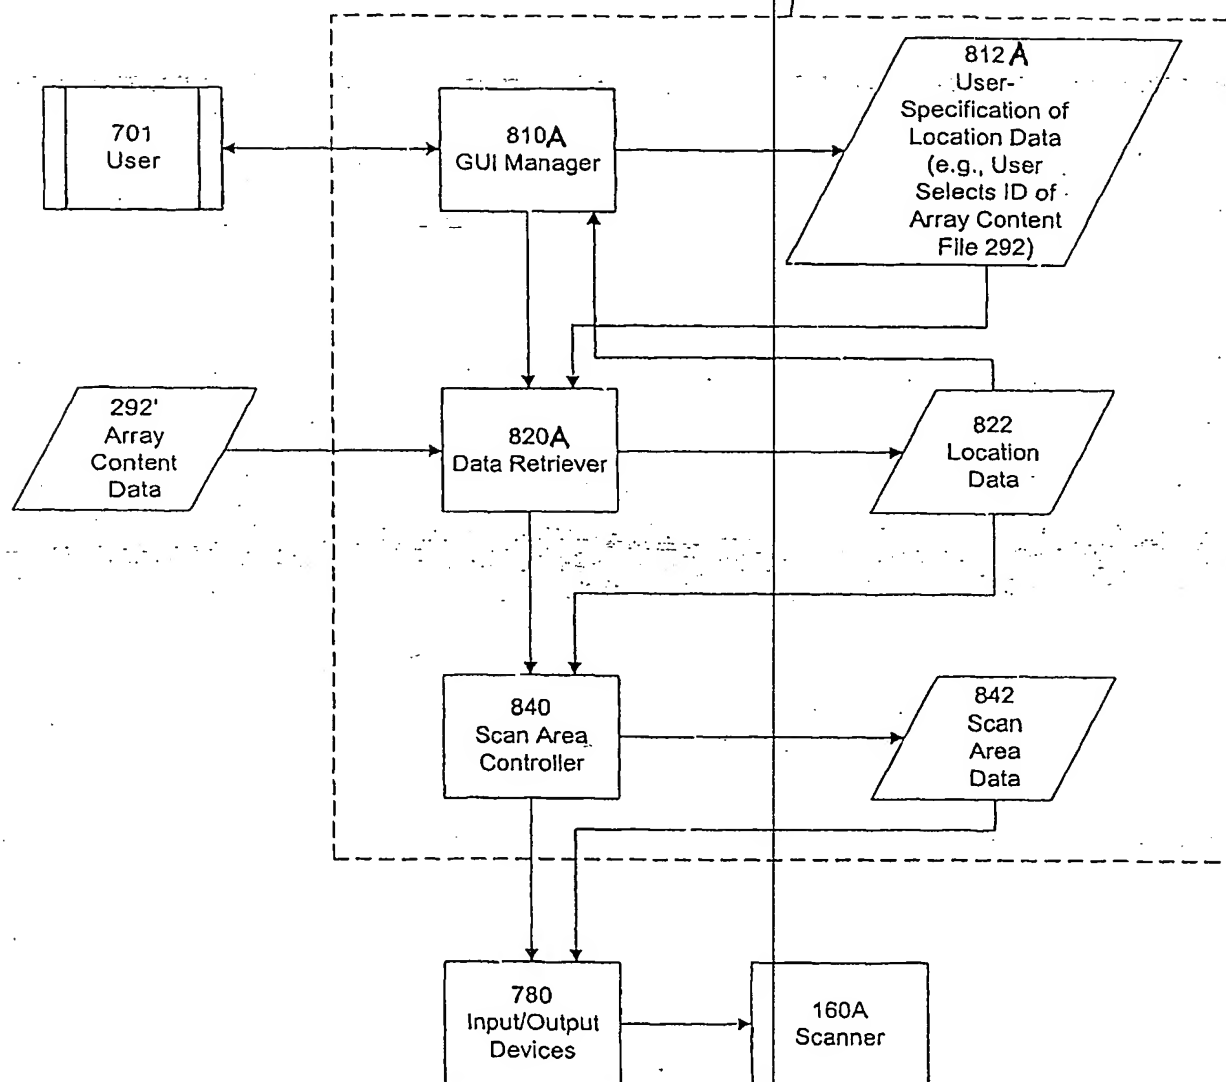 701
User
810A
GUI Manager
812A
User-
Specification of
Location Data
(e.g., User
Selects ID of
Array Content
File 292)
292'
Array
Content
Data
820A
Data Retriever
822
Location
Data
840
Scan Area
Controller
842
Scan
Area
Data
780
Input/Output
Devices
160A
Scanner